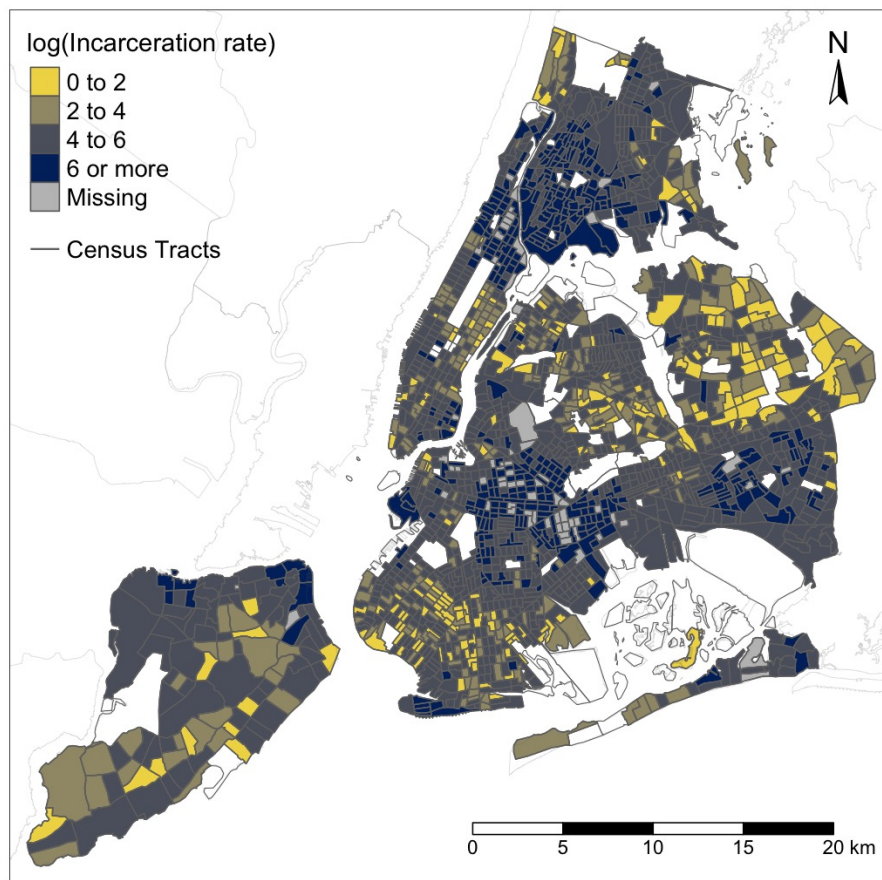 log(Incarceration rate)
0 to 2
2 to 4
4 to 6
6 or more
Missing
Census Tracts
N
0 5 10 15 20 km